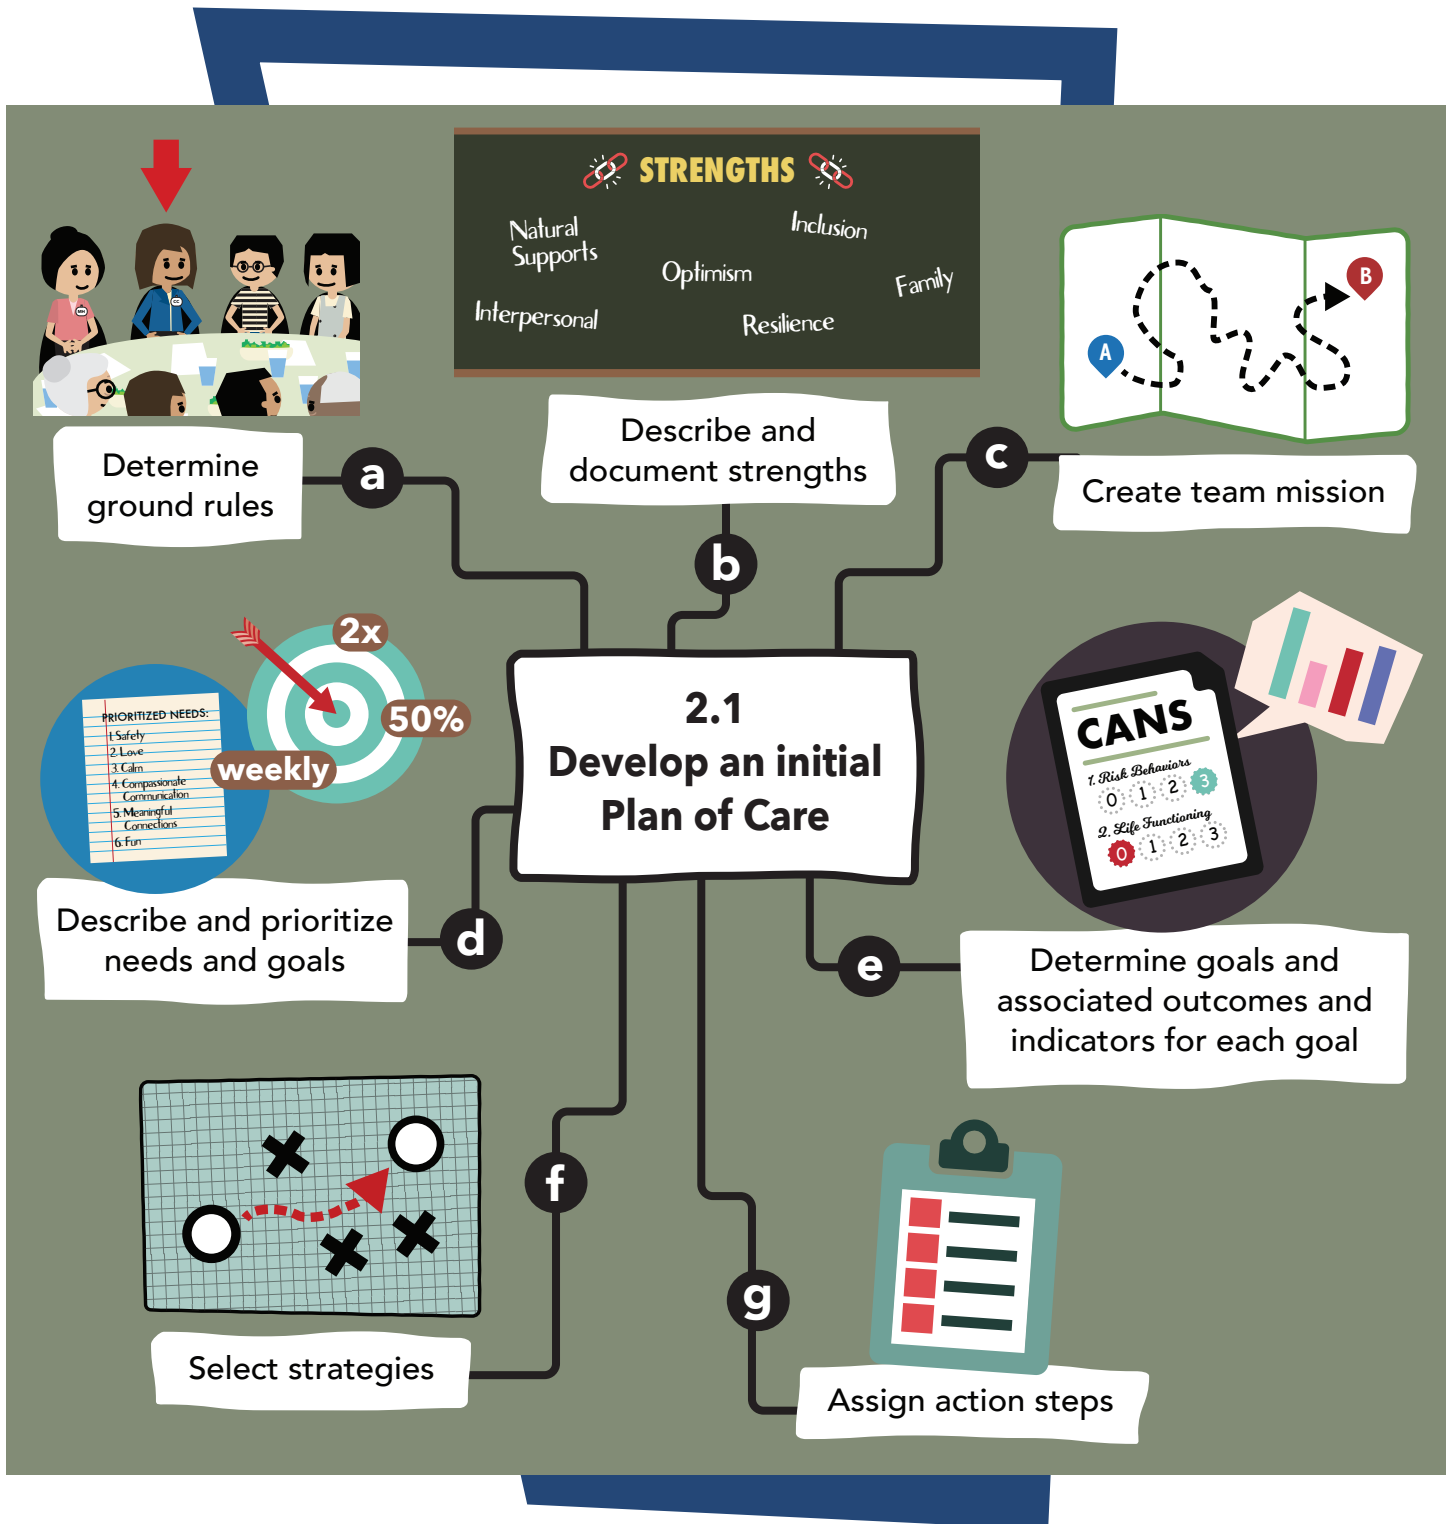 STRENGTHS
Natural
Supports
Inclusion
Optimism
Family
Interpersonal
Resilience
MH
CC
A
B
Determine
ground rules
a
Describe and
document strengths
b
c
Create team mission
2x
50%
weekly
PRIORITIZED NEEDS:
1. Safety
2. Love
3. Calm
4. Compassionate
Communication
5. Meaningful
Connections
6. Fun
2.1
Develop an initial
Plan of Care
CANS
1. Risk Behaviors
0 1 2 3
2. Life Functioning
0 1 2 3
Describe and prioritize
needs and goals
d
e
Determine goals and
associated outcomes and
indicators for each goal
f
Select strategies
g
Assign action steps